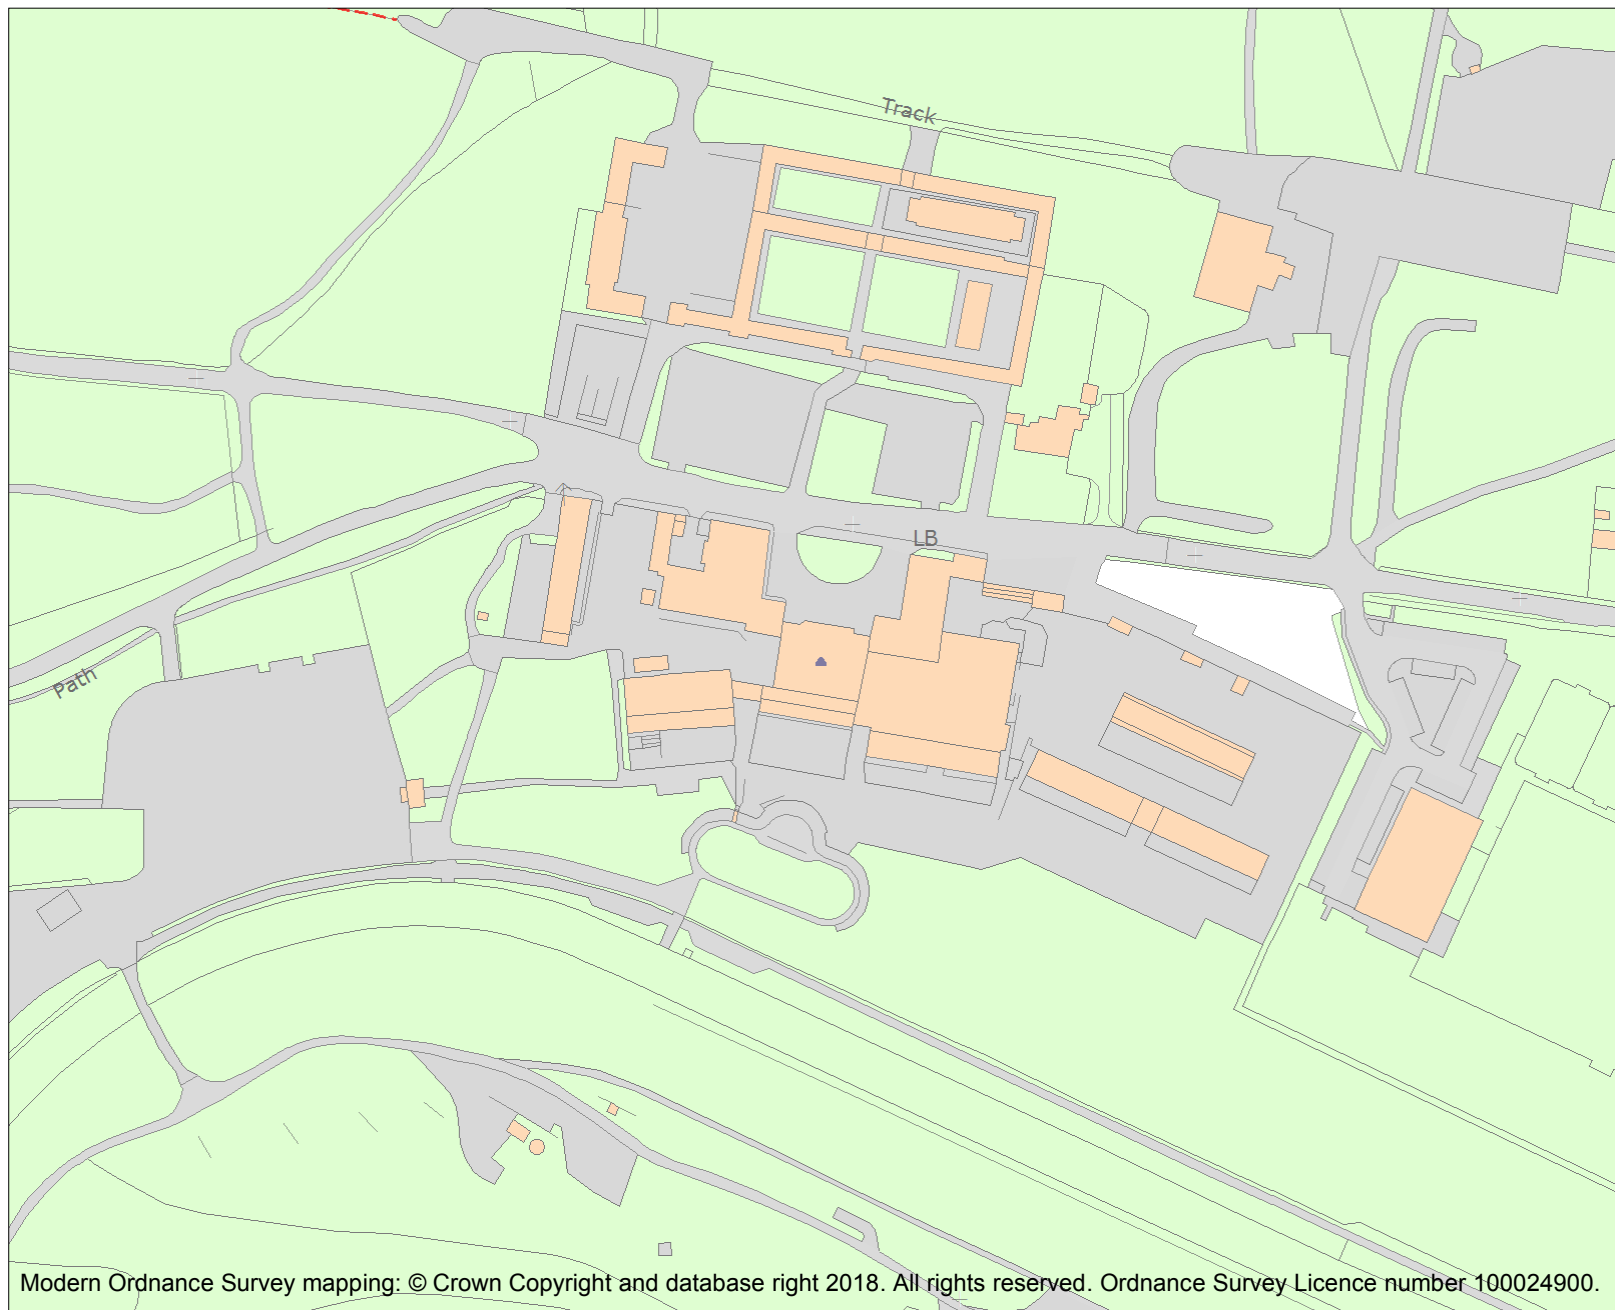 Track
LB
Path
Modern Ordnance Survey mapping: © Crown Copyright and database right 2018. All rights reserved. Ordnance Survey Licence number 100024900.